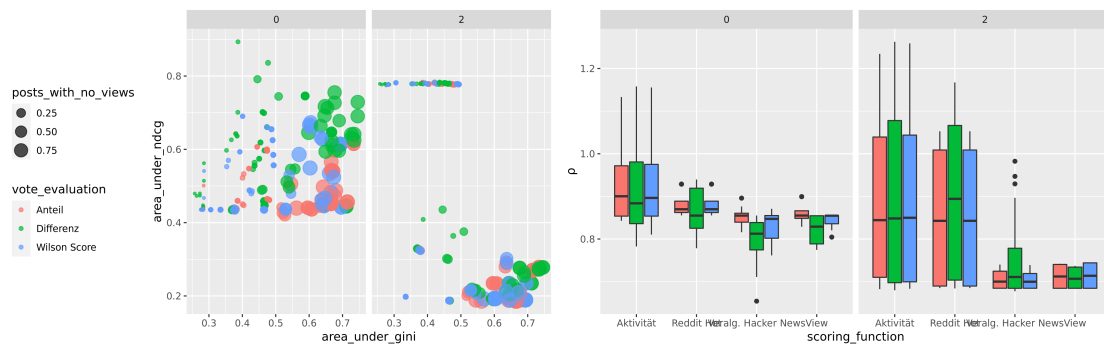 0
2
posts_with_no_views
0.25
0.50
0.75
vote_evaluation
Anteil
Differenz
Wilson Score
area_under_ndcg
0.8
0.6
0.4
0.2
0.3
0.4
0.5
0.6
0.7
0.3
0.4
0.5
0.6
0.7
area_under_gini
0
2
ρ
1.2
1.0
0.8
Aktivität
Reddit Hot
Veralg. Hacker News
View
Aktivität
Reddit Hot
Veralg. Hacker News
View
scoring_function